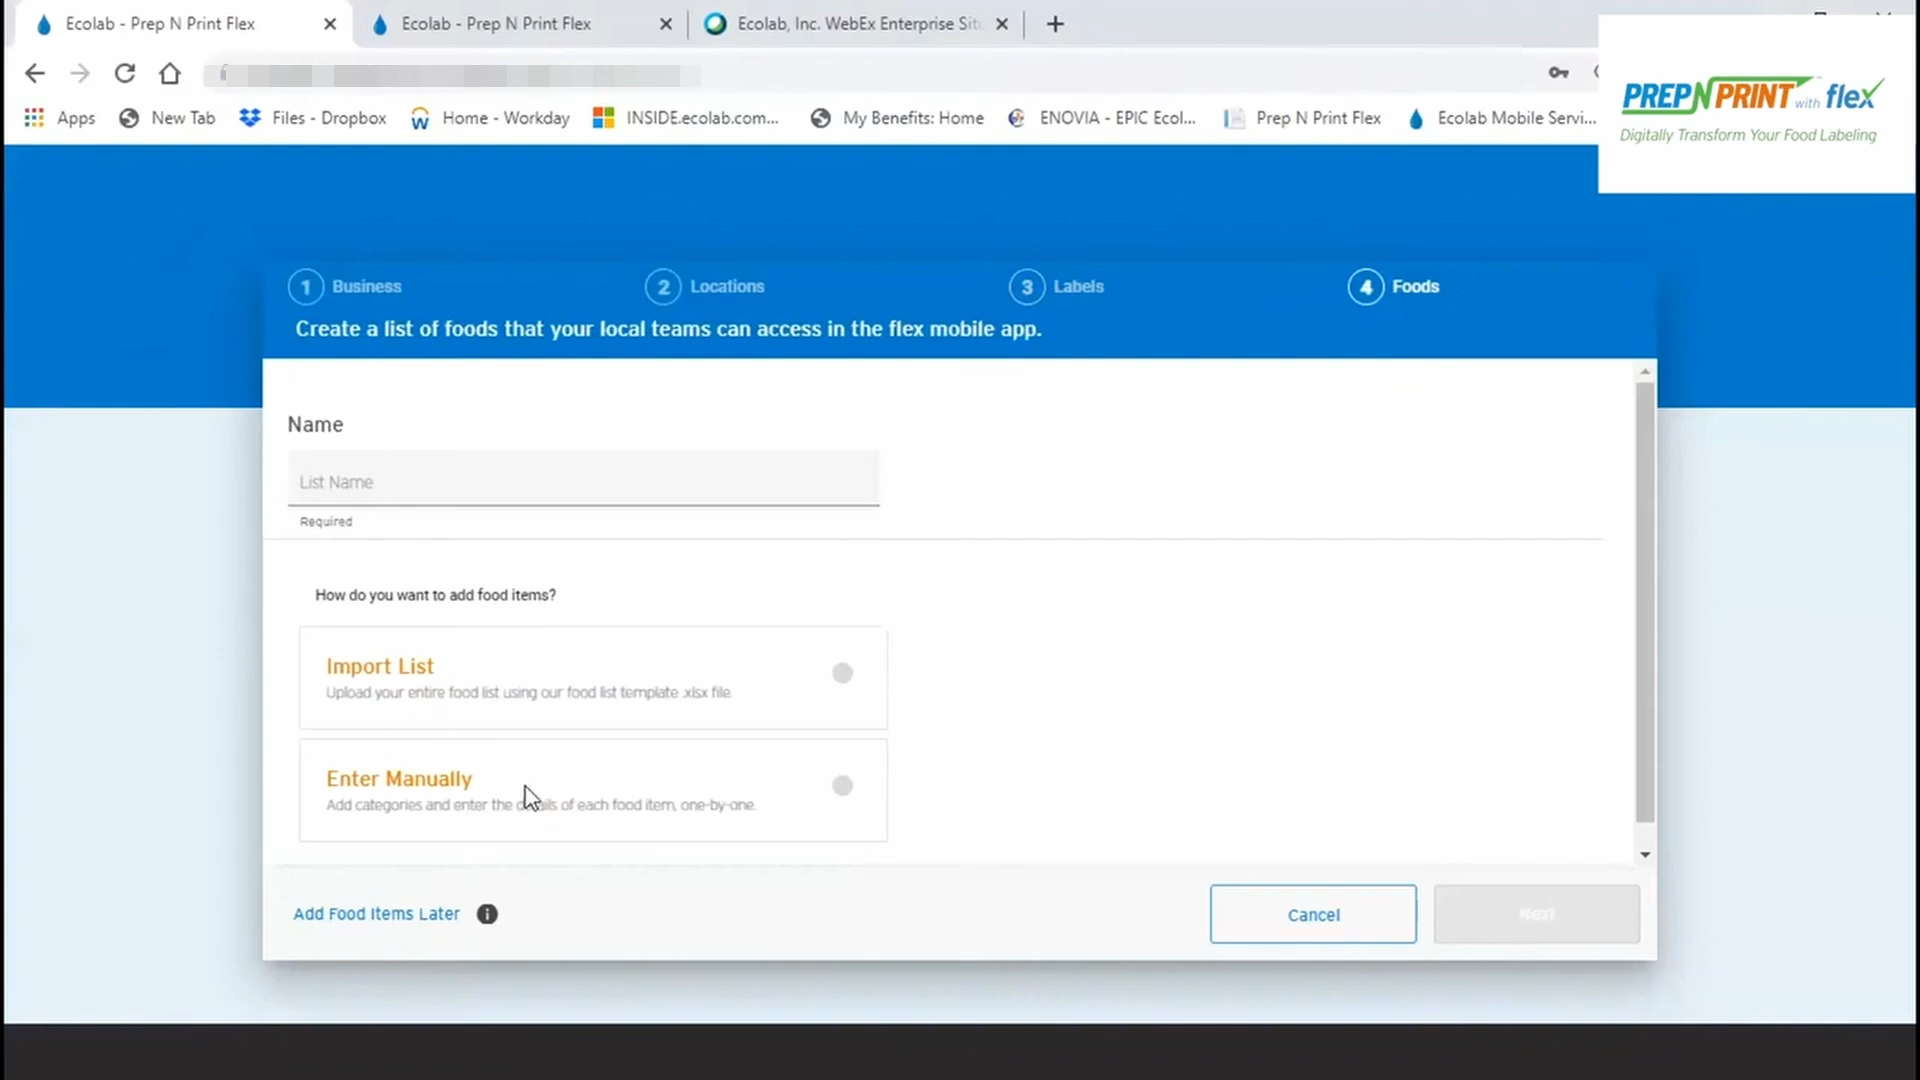 Ecolab - Prep N Print Flex
Ecolab - Prep N Print Flex
Ecolab, Inc. WebEx Enterprise Sit
Apps
New Tab
Files - Dropbox
Home - Workday
INSIDE.ecolab.com...
My Benefits: Home
ENOVIA - EPIC Ecol...
Prep N Print Flex
Ecolab Mobile Servi...
PREP N PRINT with flex
Digitally Transform Your Food Labeling
1 Business
2 Locations
3 Labels
4 Foods
Create a list of foods that your local teams can access in the flex mobile app.
Name
List Name
Required
How do you want to add food items?
Import List
Upload your entire food list using our food list template .xlsx file.
Enter Manually
Add categories and enter the details of each food item, one-by-one.
Add Food Items Later
Cancel
Next